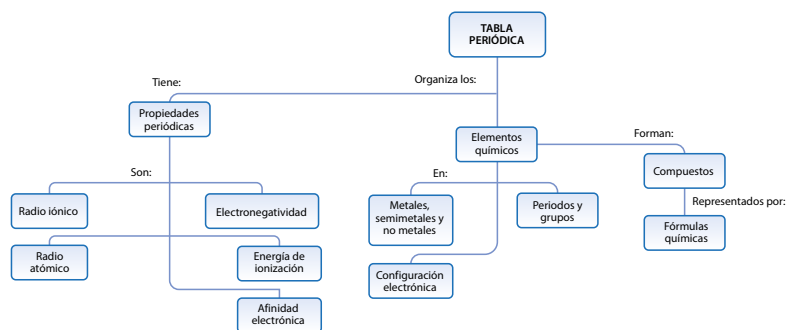 TABLA
PERIÓDICA
Tiene:
Organiza los:
Propiedades
periódicas
Elementos
químicos
Forman:
Compuestos
Son:
En:
Radio iónico
Electronegatividad
Metales,
semimetales y
no metales
Periodos y
grupos
Representados por:
Fórmulas
químicas
Radio
atómico
Energía de
ionización
Configuración
electrónica
Afinidad
electrónica